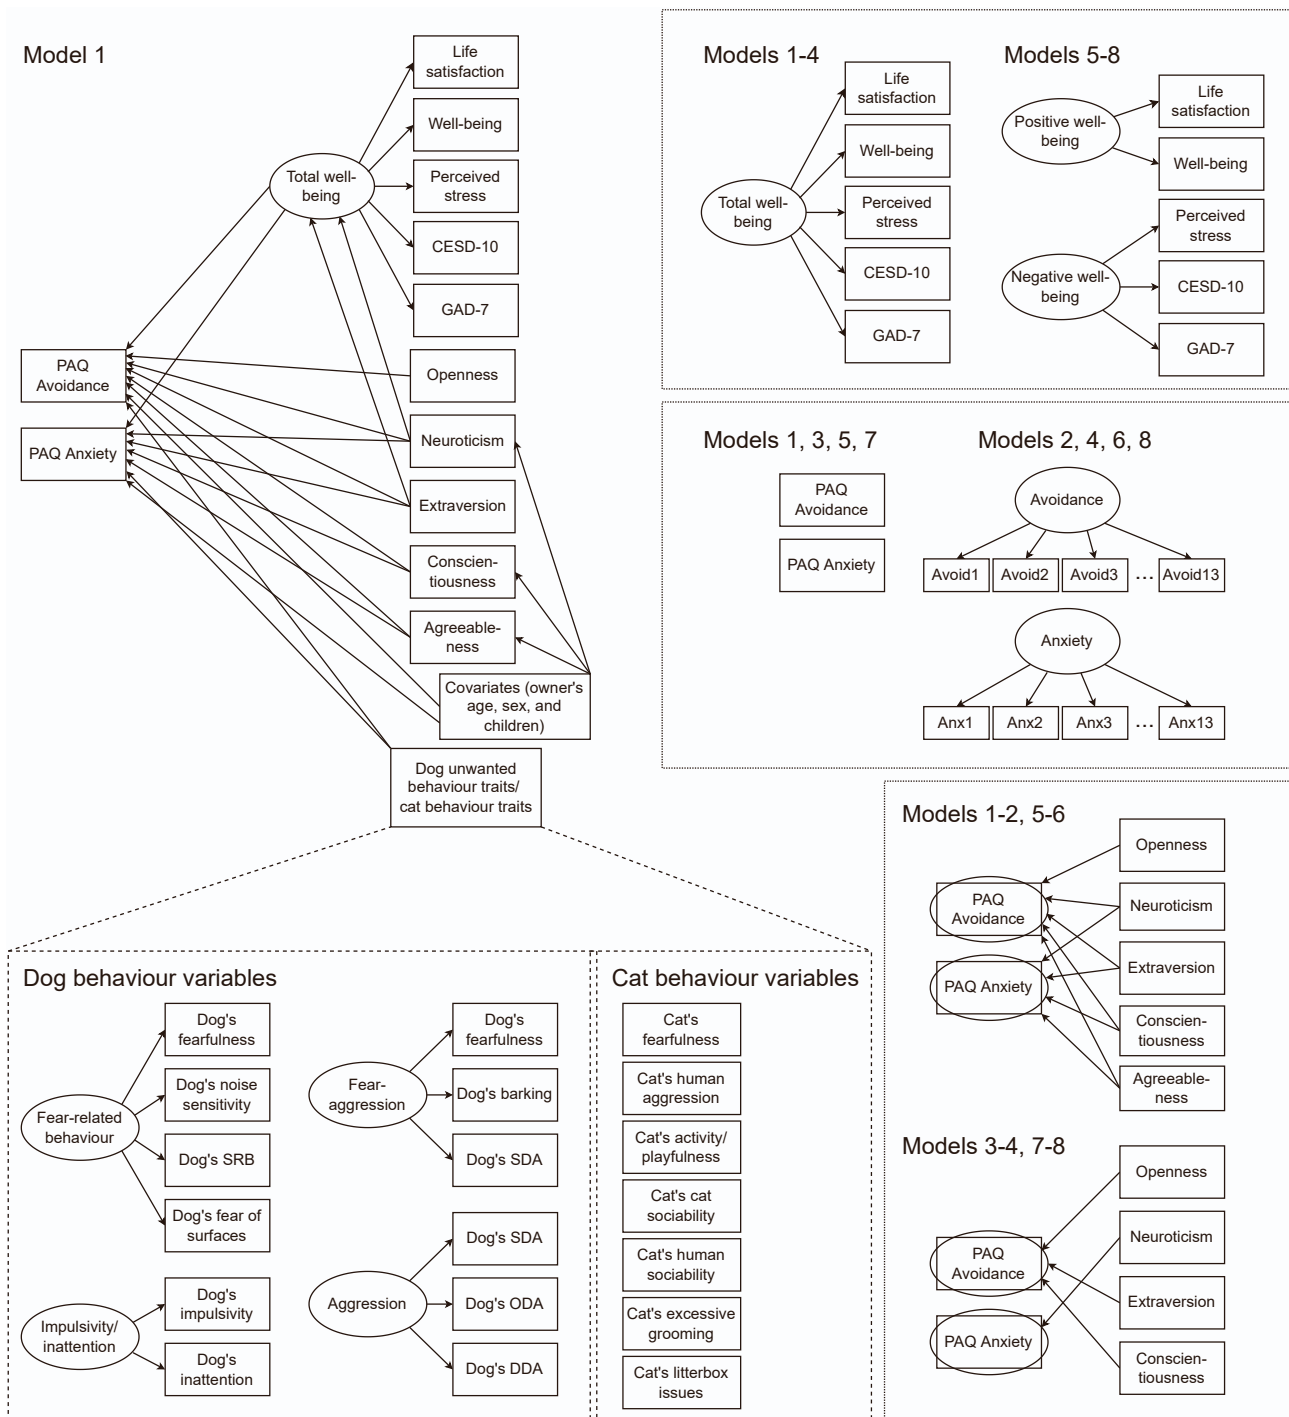 Model 1
Life
satisfaction
Well-being
Total well-
being
Perceived
stress
CESD-10
GAD-7
PAQ
Avoidance
PAQ Anxiety
Openness
Neuroticism
Extraversion
Conscien-
tiousness
Agreeable-
ness
Covariates (owner's
age, sex, and
children)
Dog unwanted
behaviour traits/
cat behaviour traits
Models 1-4
Life
satisfaction
Well-being
Total well-
being
Perceived
stress
CESD-10
GAD-7
Models 5-8
Positive well-
being
Life
satisfaction
Well-being
Negative well-
being
Perceived
stress
CESD-10
GAD-7
Models 1, 3, 5, 7
PAQ
Avoidance
PAQ Anxiety
Models 2, 4, 6, 8
Avoidance
Avoid1
Avoid2
Avoid3
...
Avoid13
Anxiety
Anx1
Anx2
Anx3
...
Anx13
Dog behaviour variables
Fear-related
behaviour
Dog's
fearfulness
Dog's noise
sensitivity
Dog's SRB
Dog's fear of
surfaces
Impulsivity/
inattention
Dog's
impulsivity
Dog's
inattention
Fear-
aggression
Dog's
fearfulness
Dog's barking
Dog's SDA
Aggression
Dog's SDA
Dog's ODA
Dog's DDA
Cat behaviour variables
Cat's
fearfulness
Cat's human
aggression
Cat's activity/
playfulness
Cat's cat
sociability
Cat's human
sociability
Cat's excessive
grooming
Cat's litterbox
issues
Models 1-2, 5-6
PAQ
Avoidance
PAQ Anxiety
Openness
Neuroticism
Extraversion
Conscien-
tiousness
Agreeable-
ness
Models 3-4, 7-8
PAQ
Avoidance
PAQ Anxiety
Openness
Neuroticism
Extraversion
Conscien-
tiousness